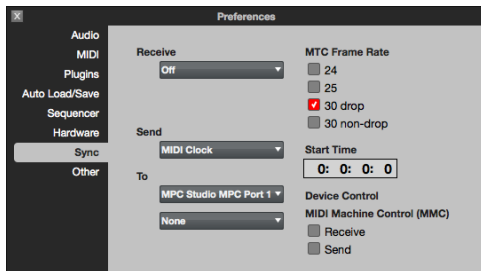 X
Preferences
Audio
MIDI
Plugins
Auto Load/Save
Sequencer
Hardware
Sync
Other
Receive
Off
Send
MIDI Clock
To
MPC Studio MPC Port 1
None
MTC Frame Rate
24
25
30 drop
30 non-drop
Start Time
0: 0: 0: 0
Device Control
MIDI Machine Control (MMC)
Receive
Send